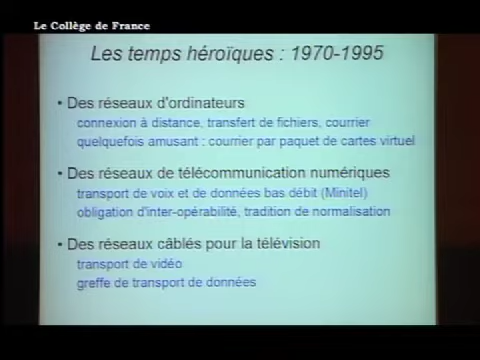 Le Collège de France
Les temps héroïques : 1970-1995
• Des réseaux d'ordinateurs
connexion à distance, transfert de fichiers, courrier
quelquefois amusant : courrier par paquet de cartes virtuel
• Des réseaux de télécommunication numériques
transport de voix et de données bas débit (Minitel)
obligation d'inter-opérabilité, tradition de normalisation
• Des réseaux câblés pour la télévision
transport de vidéo
greffe de transport de données